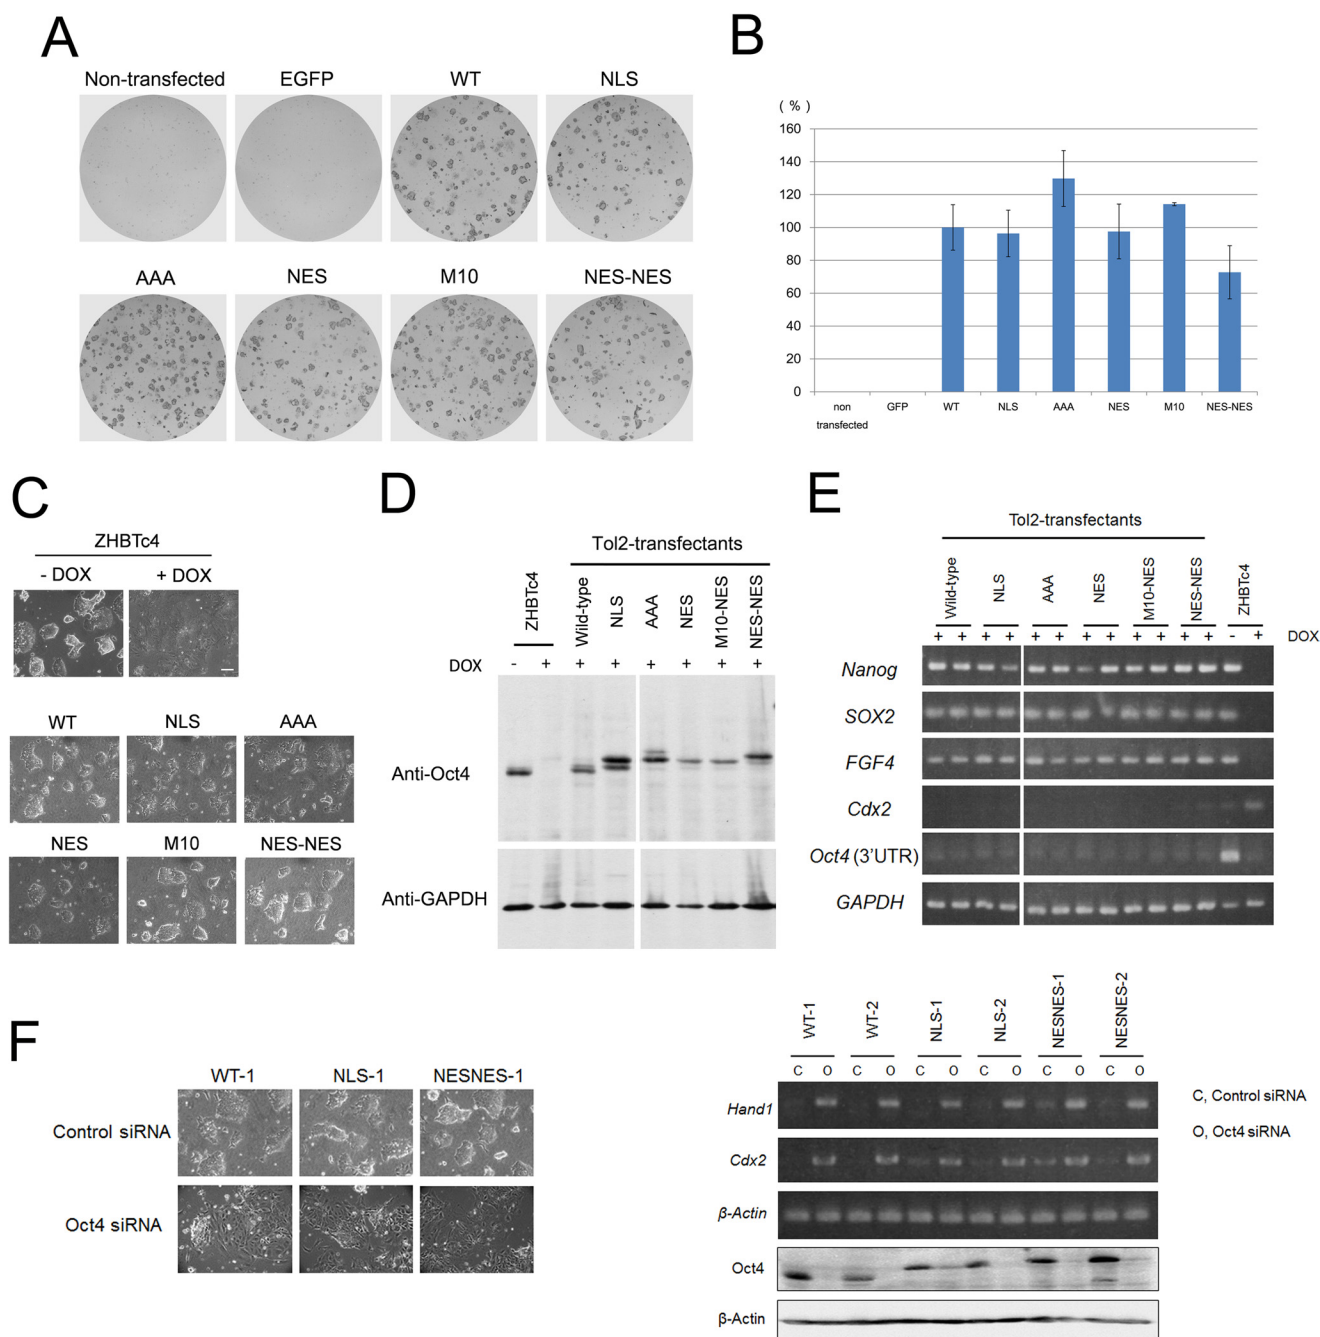 A
Non-transfected EGFP WT NLS
AAA NES M10 NES-NES
B
( % )
160
140
120
100
80
60
40
20
0
non transfected GFP WT NLS AAA NES M10 NES-NES
C
ZHBTc4
- DOX + DOX
WT NLS AAA
NES M10 NES-NES
D
Tol2-transfectants
ZHBTc4 Wild-type NLS AAA NES M10-NES NES-NES
DOX - + + + + + + +
Anti-Oct4
Anti-GAPDH
E
Tol2-transfectants
Wild-type NLS AAA NES M10-NES NES-NES ZHBTc4
+ + + + + + + + + + + + - + DOX
Nanog
SOX2
FGF4
Cdx2
Oct4 (3'UTR)
GAPDH
F
WT-1 NLS-1 NESNES-1
Control siRNA
Oct4 siRNA
WT-1 WT-2 NLS-1 NLS-2 NESNES-1 NESNES-2
C O C O C O C O C O C O
Hand1
C, Control siRNA
O, Oct4 siRNA
Cdx2
β-Actin
Oct4
β-Actin